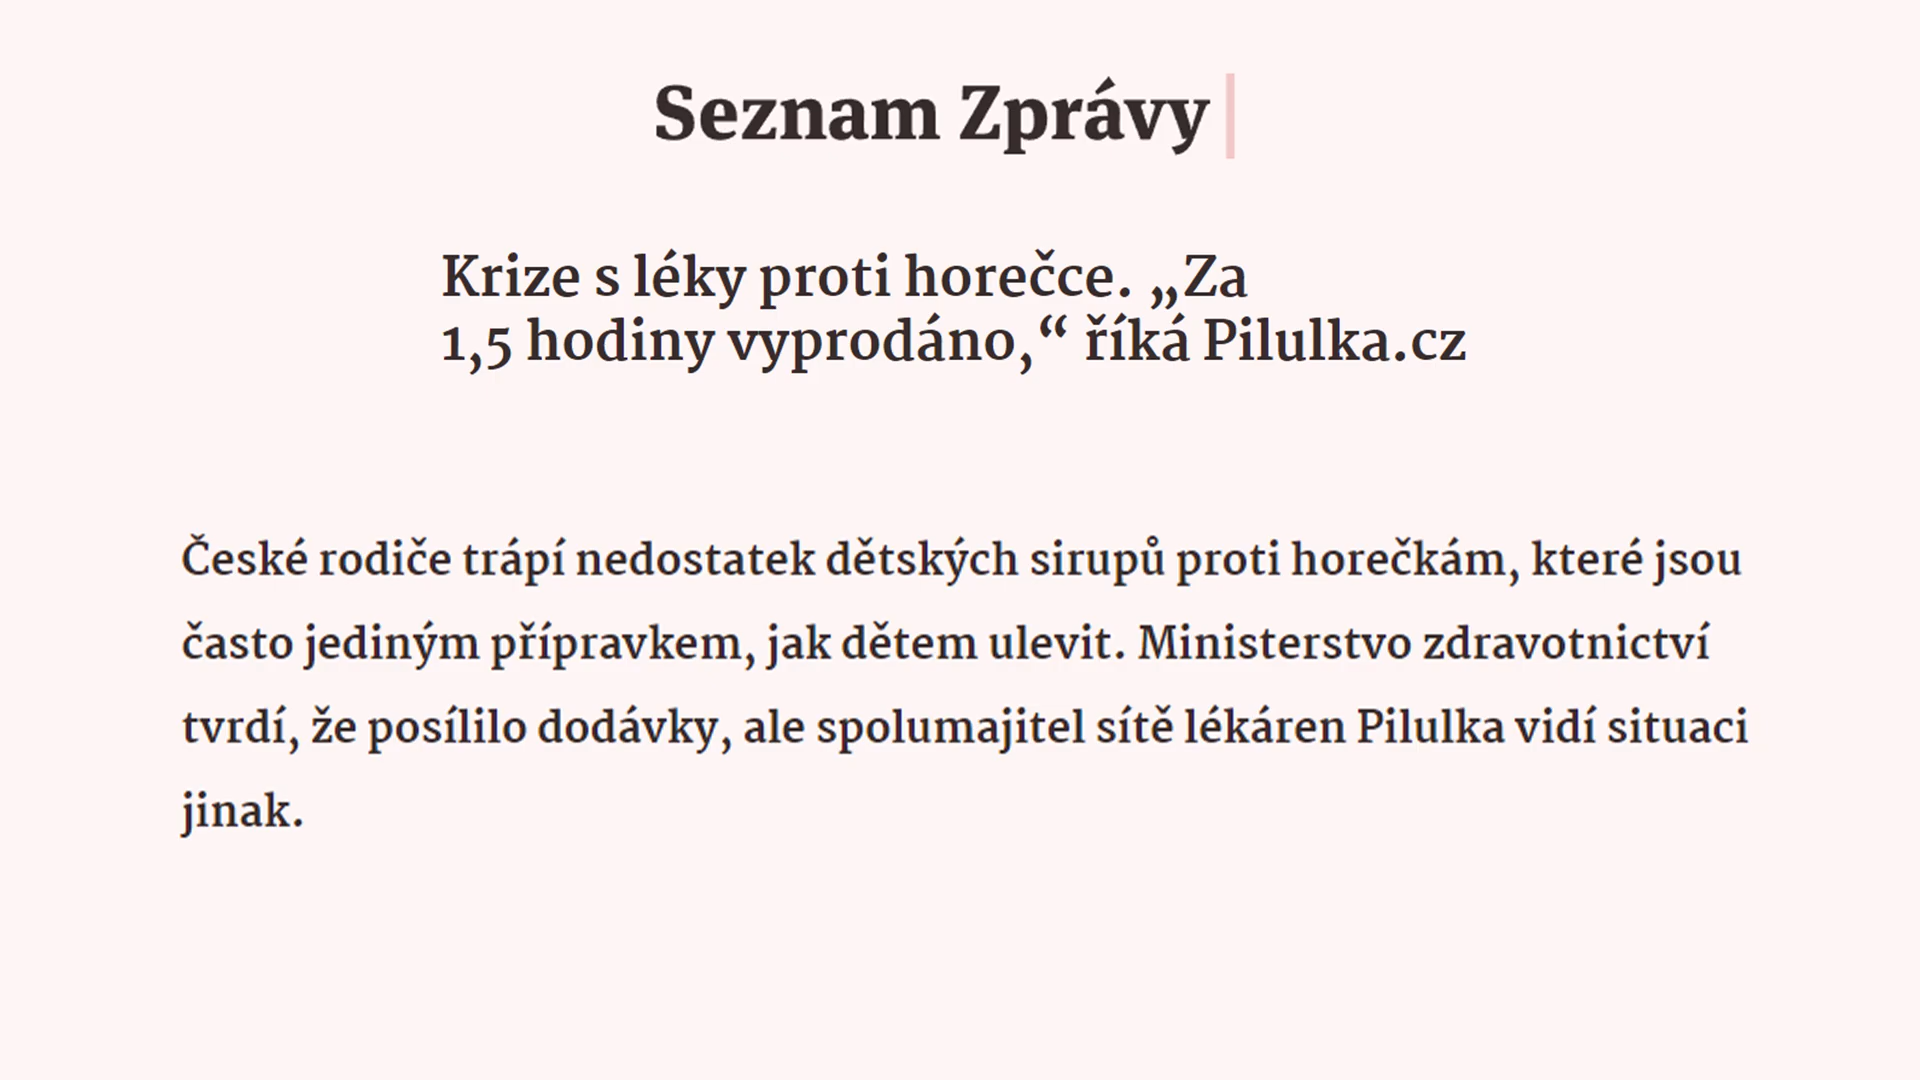 Seznam Zprávy
Krize s léky proti horečce. „Za
1,5 hodiny vyprodáno,“ říká Pilulka.cz
České rodiče trápí nedostatek dětských sirupů proti horečkám, které jsou
často jediným přípravkem, jak dětem ulevit. Ministerstvo zdravotnictví
tvrdí, že posílilo dodávky, ale spolumajitel sítě lékáren Pilulka vidí situaci
jinak.